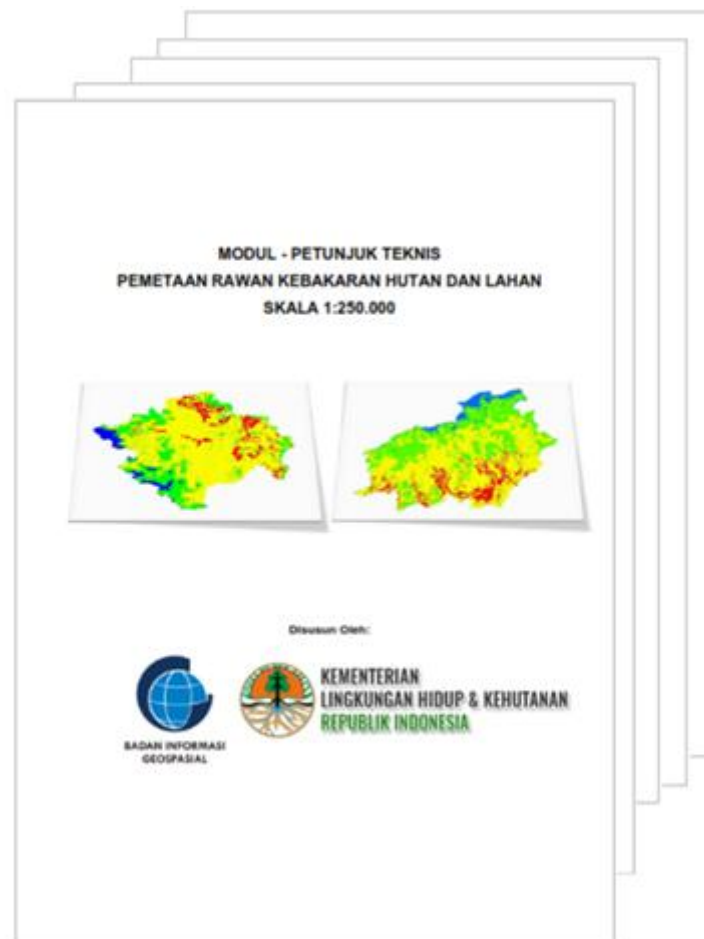 MODUL - PETUNJUK TEKNIS
PEMETAAN RAWAN KEBAKARAN HUTAN DAN LAHAN
SKALA 1:250.000
Disusun Oleh:
BADAN INFORMASI
GEOSPASIAL
KEMENTERIAN
LINGKUNGAN HIDUP & KEHUTANAN
REPUBLIK INDONESIA